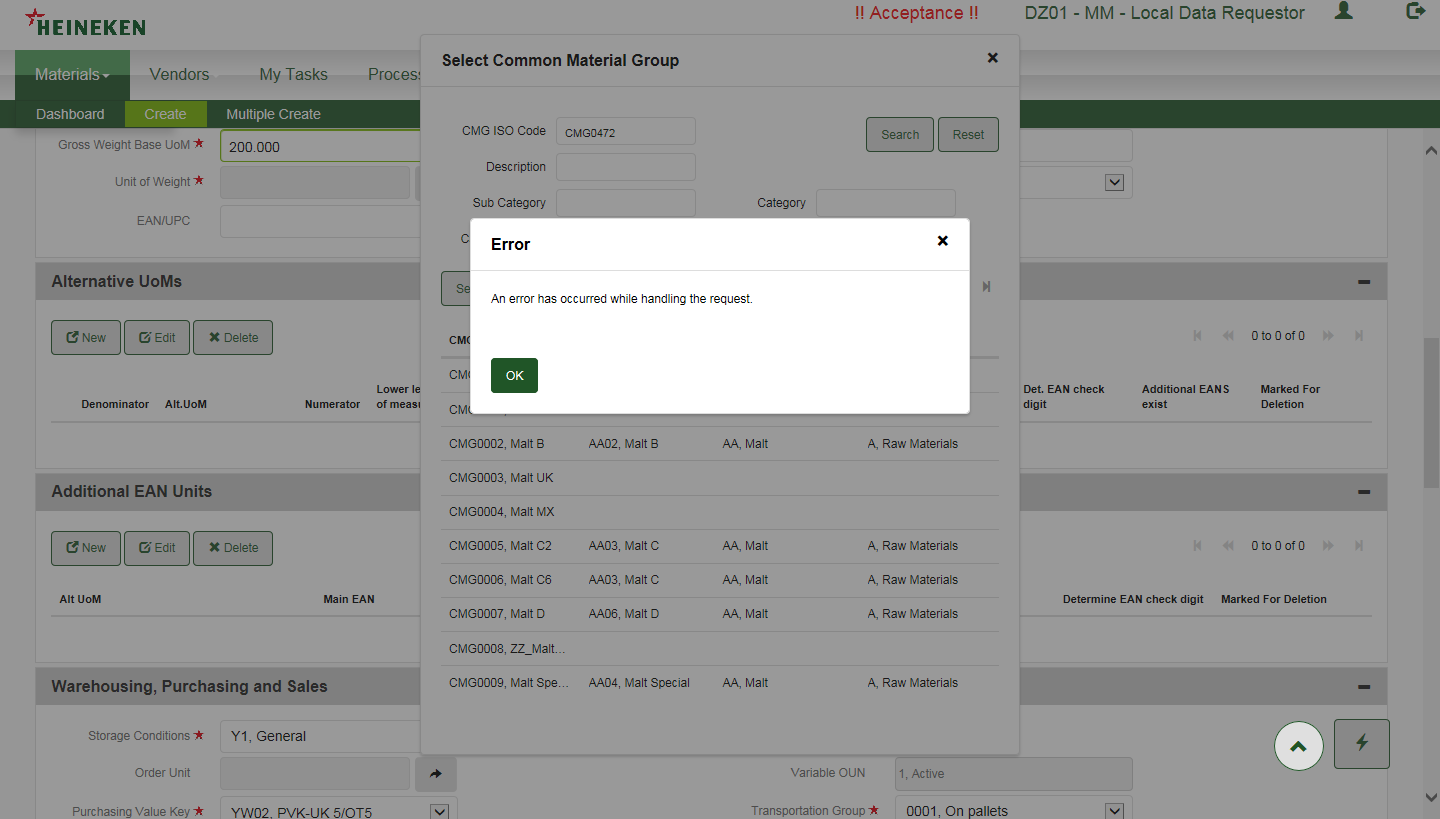 HEINEKEN
!! Acceptance !!
DZ01 - MM - Local Data Requestor
Materials
Vendors
My Tasks
Process
Dashboard
Create
Multiple Create
Select Common Material Group
CMG ISO Code
CMG0472
Search
Reset
Description
Sub Category
Category
Gross Weight Base UoM
200.000
Unit of Weight
EAN/UPC
Error
An error has occurred while handling the request.
OK
Alternative UoMs
New
Edit
Delete
0 to 0 of 0
Denominator
Alt.UoM
Numerator
Det. EAN check
digit
Additional EANS
exist
Marked For
Deletion
CMG0002, Malt B
AA02, Malt B
AA, Malt
A, Raw Materials
CMG0003, Malt UK
CMG0004, Malt MX
CMG0005, Malt C2
AA03, Malt C
AA, Malt
A, Raw Materials
CMG0006, Malt C6
AA03, Malt C
AA, Malt
A, Raw Materials
CMG0007, Malt D
AA06, Malt D
AA, Malt
A, Raw Materials
CMG0008, ZZ_Malt...
CMG0009, Malt Spe...
AA04, Malt Special
AA, Malt
A, Raw Materials
Additional EAN Units
New
Edit
Delete
0 to 0 of 0
Alt UoM
Main EAN
Determine EAN check digit
Marked For Deletion
Warehousing, Purchasing and Sales
Storage Conditions
Y1, General
Order Unit
Variable OUN
1, Active
Purchasing Value Key
YW02, PVK-UK 5/OT5
Transportation Group
0001, On pallets